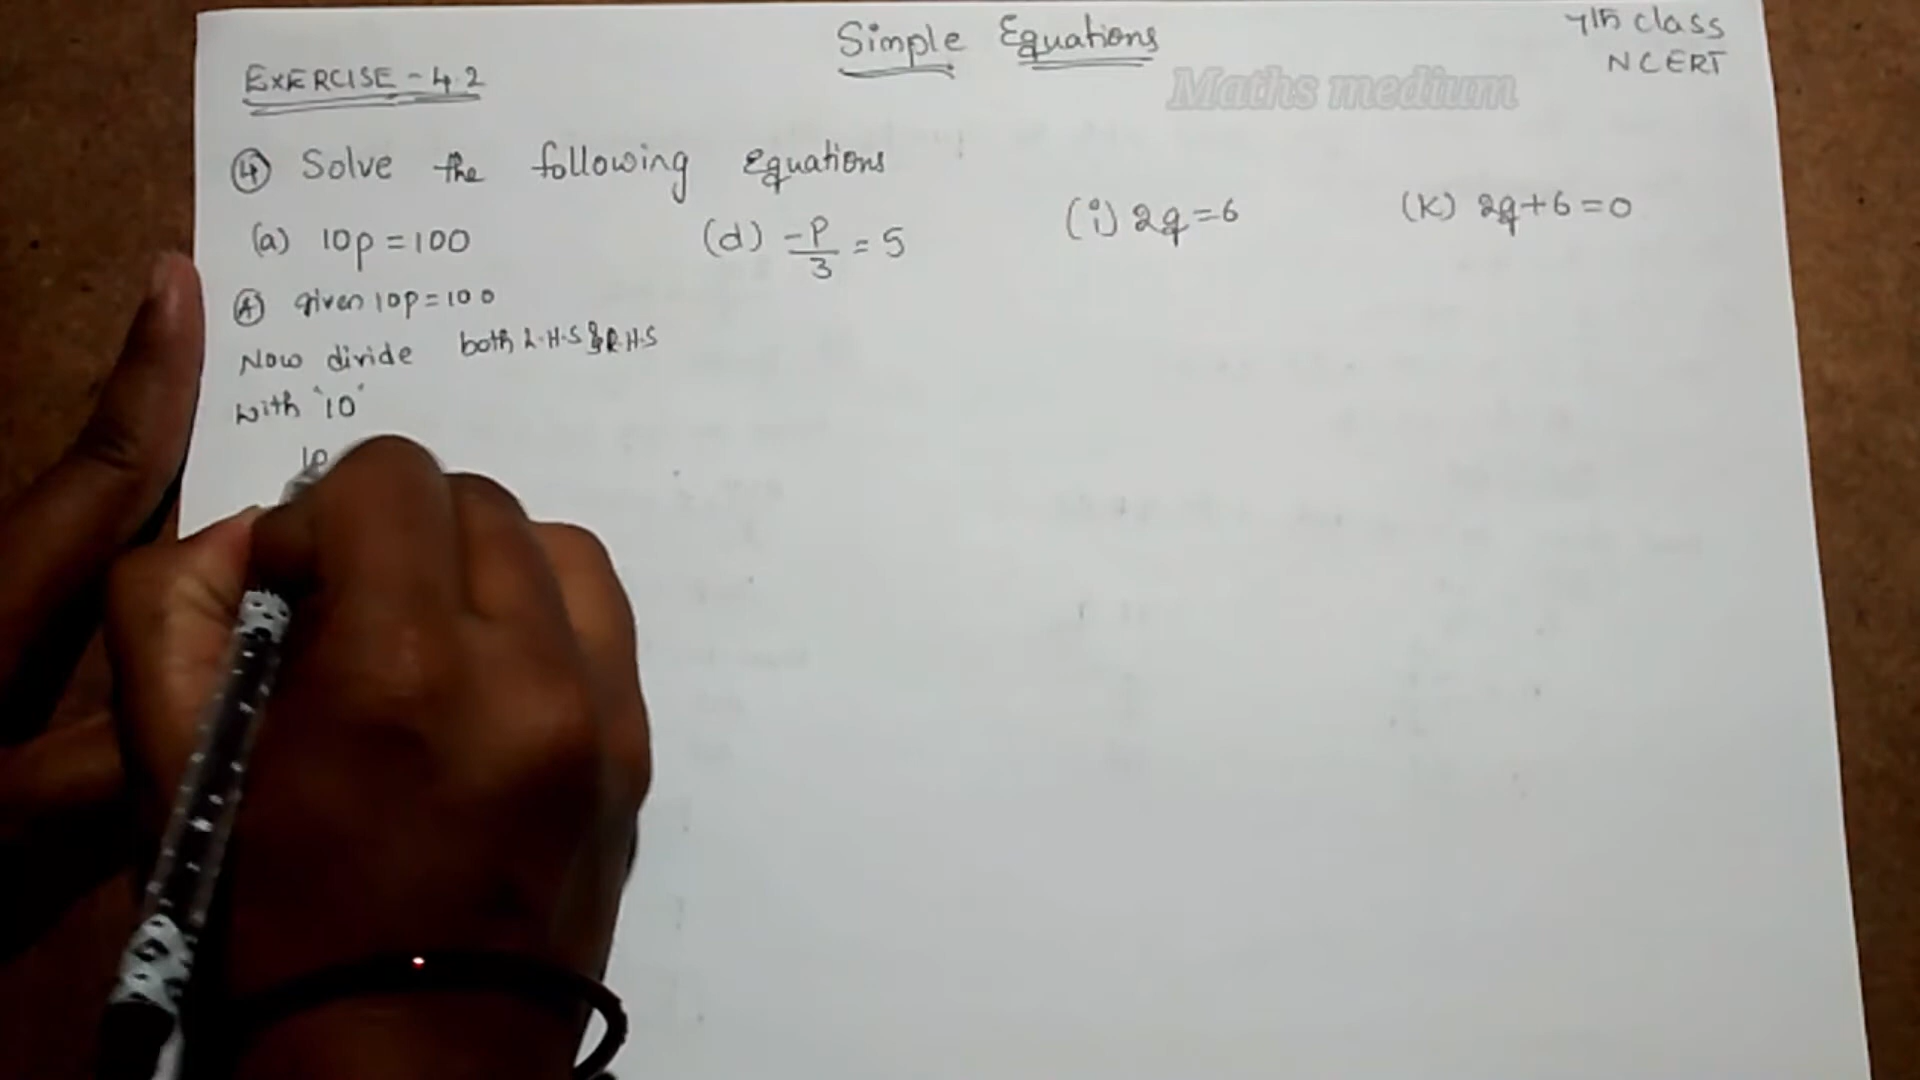 Simple Equations
7th class
NCERT
EXERCISE - 4.2
Maths medium
(4) Solve the following equations
(a) 10p = 100
(d) -P/3 = 5
(i) 2q = 6
(K) 2q + 6 = 0
(A) given 10p = 100
Now divide both L.H.S & R.H.S
with '10'
10